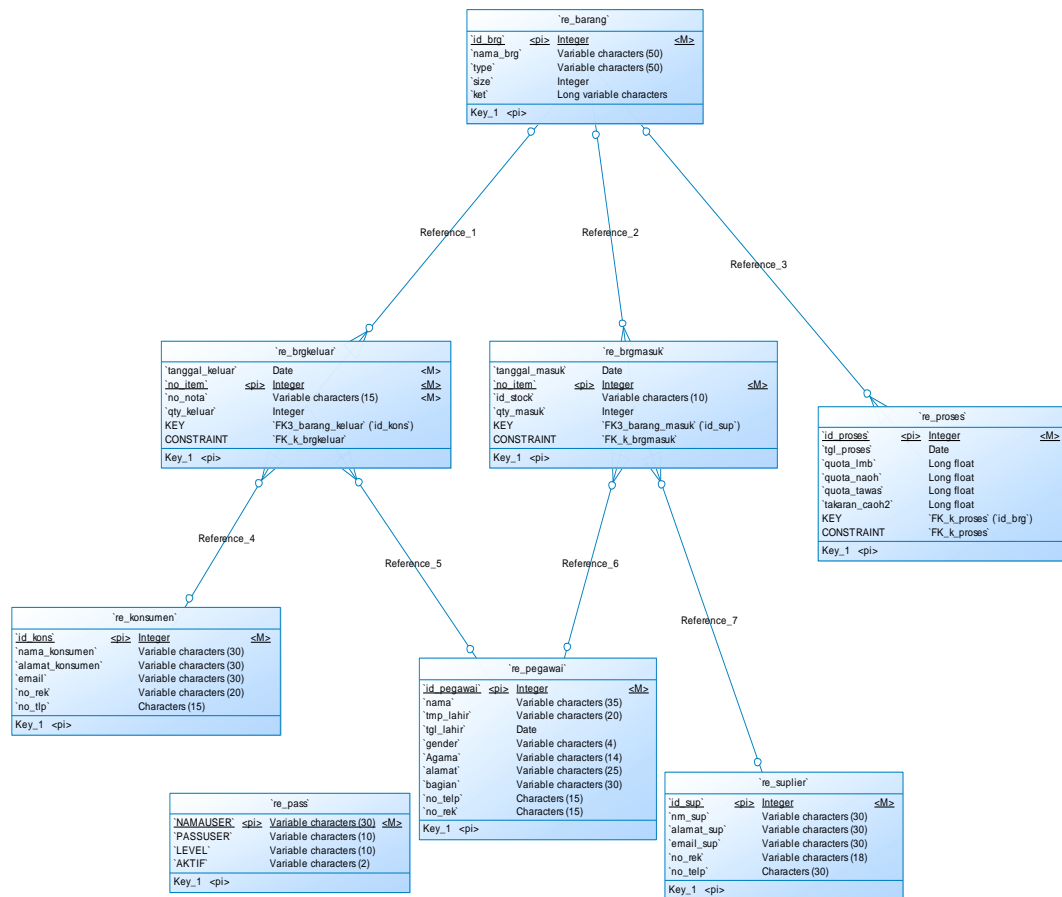 `re_barang`
`id_brg` <pi> Integer <M>
`nama_brg` Variable characters (50)
`type` Variable characters (50)
`size` Integer
`ket` Long variable characters
Key_1 <pi>
Reference_1
Reference_2
Reference_3
`re_brgkeluar`
`tanggal_keluar` Date <M>
`no_item` <pi> Integer <M>
`no_nota` Variable characters (15) <M>
`qty_keluar` Integer
KEY `FK3_barang_keluar` (`id_kons`)
CONSTRAINT `FK_k_brgkeluar`
Key_1 <pi>
`re_brgmasuk`
`tanggal_masuk` Date
`no_item` <pi> Integer <M>
`id_stock` Variable characters (10)
`qty_masuk` Integer
KEY `FK3_barang_masuk` (`id_sup`)
CONSTRAINT `FK_k_brgmasuk`
Key_1 <pi>
`re_proses`
`id_proses` <pi> Integer <M>
`tgl_proses` Date
`quota_lmb` Long float
`quota_naoh` Long float
`quota_tawas` Long float
`takaran_caoh2` Long float
KEY `FK_k_proses` (`id_brg`)
CONSTRAINT `FK_k_proses`
Key_1 <pi>
Reference_4
Reference_5
Reference_6
Reference_7
`re_konsumen`
`id_kons` <pi> Integer <M>
`nama_konsumen` Variable characters (30)
`alamat_konsumen` Variable characters (30)
`email` Variable characters (30)
`no_rek` Variable characters (20)
`no_tlp` Characters (15)
Key_1 <pi>
`re_pegawai`
`id_pegawai` <pi> Integer <M>
`nama` Variable characters (35)
`tmp_lahir` Variable characters (20)
`tgl_lahir` Date
`gender` Variable characters (4)
`Agama` Variable characters (14)
`alamat` Variable characters (25)
`bagian` Variable characters (30)
`no_telp` Characters (15)
`no_rek` Characters (15)
Key_1 <pi>
`re_pass`
`NAMAUSER` <pi> Variable characters (30) <M>
`PASSUSER` Variable characters (10)
`LEVEL` Variable characters (10)
`AKTIF` Variable characters (2)
Key_1 <pi>
`re_suplier`
`id_sup` <pi> Integer <M>
`nm_sup` Variable characters (30)
`alamat_sup` Variable characters (30)
`email_sup` Variable characters (30)
`no_rek` Variable characters (18)
`no_telp` Characters (30)
Key_1 <pi>